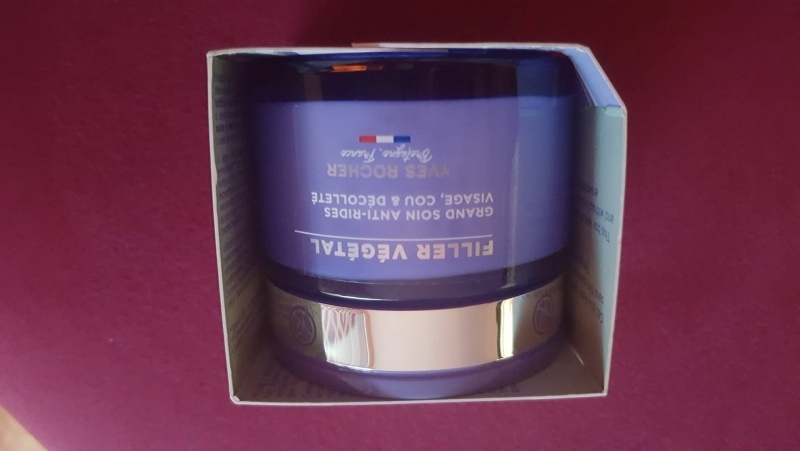 FILLER VÉGÉTAL
GRAND SOIN ANTI-RIDES
VISAGE, COU & DÉCOLLETÉ
YVES ROCHER
Bretagne, France